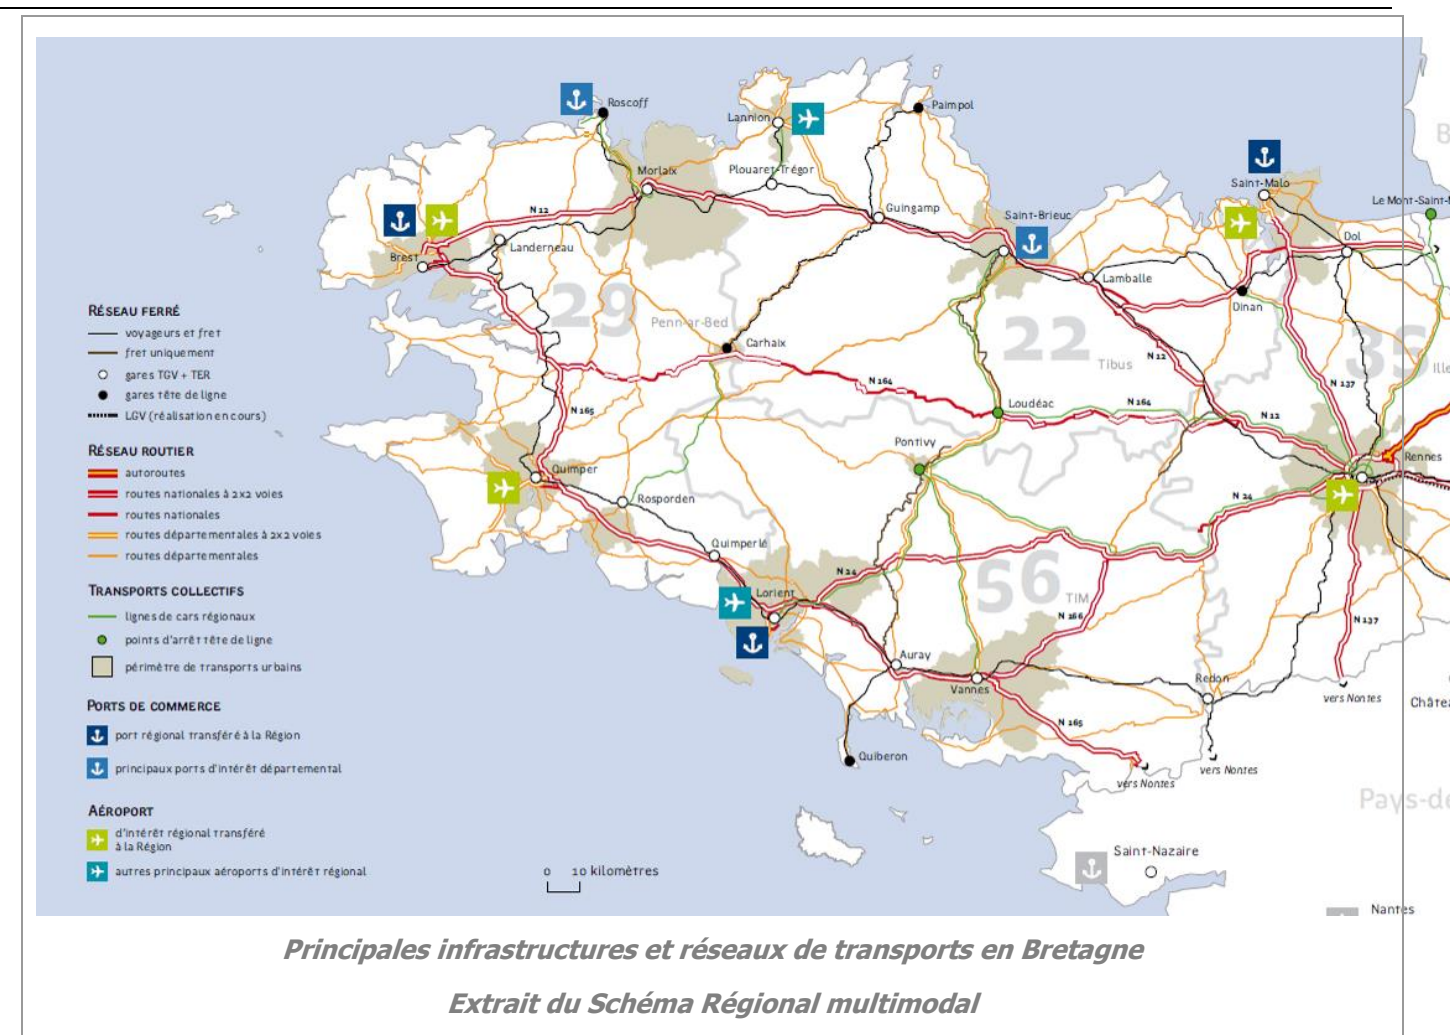 Roscoff
Paimpol
Lannion
Morlaix
Plouaret-Trégor
Saint-Malo
Le Mont-Saint-M
N 12
Guingamp
Saint-Brieuc
Dol
Brest
Landerneau
Lamballe
Dinan
29
Penn-ar-Bed
Carhaix
22
Tibus
N 12
35
Ille
N 137
N 164
N 164
N 165
Loudéac
N 12
Pontivy
Rennes
Quimper
Rosporden
N 24
Quimperlé
N 24
Lorient
56
TIM
N 166
N 137
Auray
Vannes
Redon
vers Nantes
Châtea
N 165
Quiberon
vers Nantes
vers Nantes
Pays-de
Saint-Nazaire
Nantes
B
RÉSEAU FERRÉ
voyageurs et fret
fret uniquement
gares TGV + TER
gares tête de ligne
LGV (réalisation en cours)
RÉSEAU ROUTIER
autoroutes
routes nationales à 2x2 voies
routes nationales
routes départementales à 2x2 voies
routes départementales
TRANSPORTS COLLECTIFS
lignes de cars régionaux
points d'arrêt tête de ligne
périmètre de transports urbains
PORTS DE COMMERCE
port régional transféré à la Région
principaux ports d'intérêt départemental
AÉROPORT
d'intérêt régional transféré
à la Région
autres principaux aéroports d'intérêt régional
0 10 kilomètres
Principales infrastructures et réseaux de transports en Bretagne
Extrait du Schéma Régional multimodal